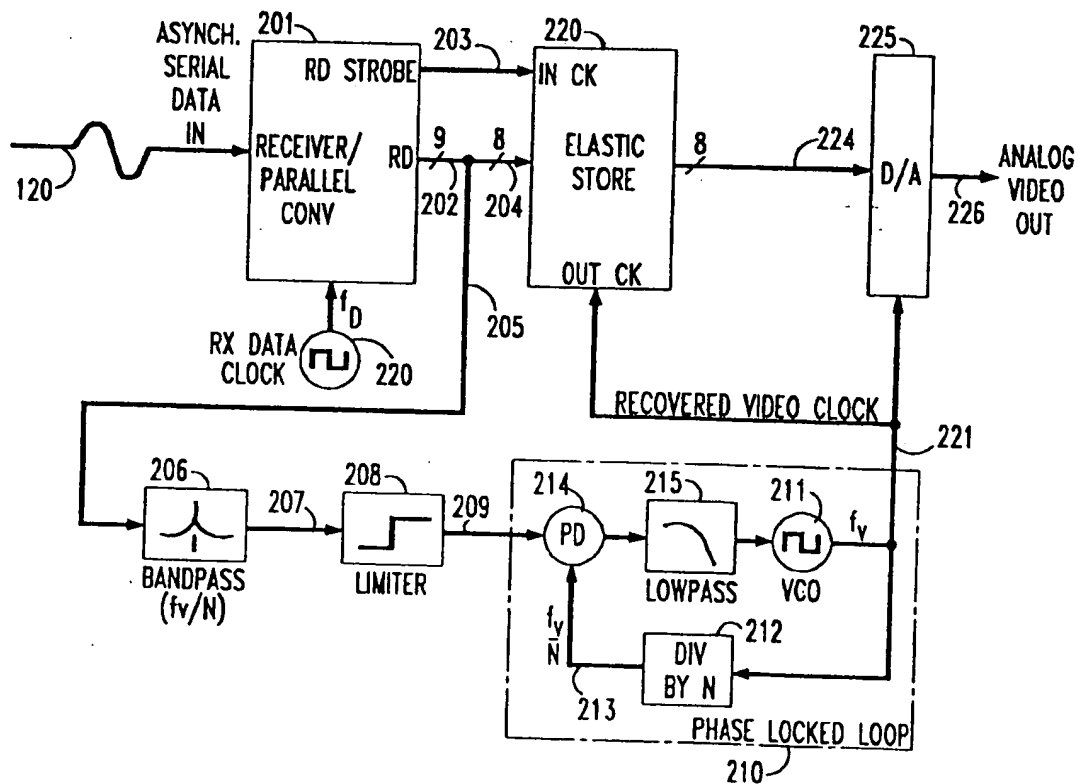 201
203
220
225
ASYNCH.
SERIAL
DATA
IN
RD STROBE
IN CK
120
RECEIVER/
PARALLEL
CONV
RD
9
202
8
204
ELASTIC
STORE
8
224
D/A
226
ANALOG
VIDEO
OUT
OUT CK
205
fD
RX DATA
CLOCK
220
RECOVERED VIDEO CLOCK
221
206
207
208
209
214
215
211
PD
fv
BANDPASS
(fv/N)
LIMITER
LOWPASS
VCO
fv
N
212
DIV
BY N
213
PHASE LOCKED LOOP
210